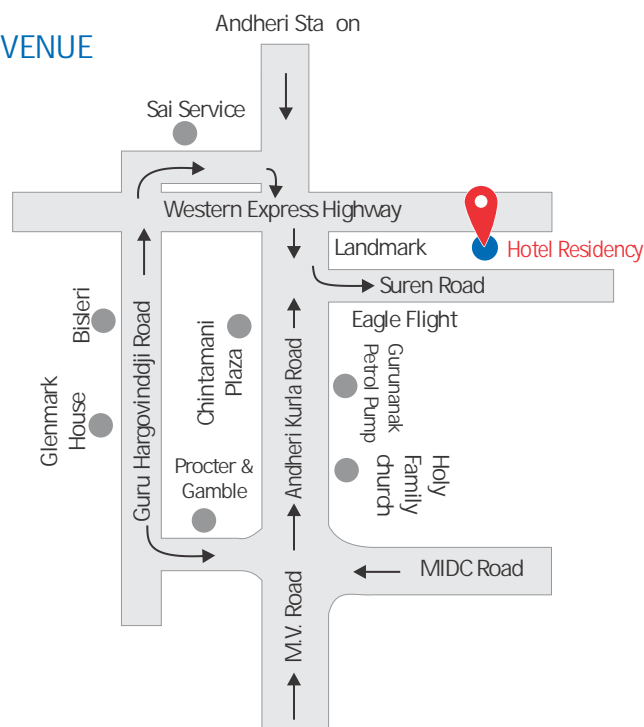 Andheri Sta on
VENUE
Sai Service
Western Express Highway
Landmark
Hotel Residency
Suren Road
Eagle Flight
Bisleri
Glenmark
House
Guru Hargovinddji Road
Chintamani
Plaza
Andheri Kurla Road
Gurunanak
Petrol Pump
Procter &
Gamble
Holy
Family
church
MIDC Road
M.V. Road